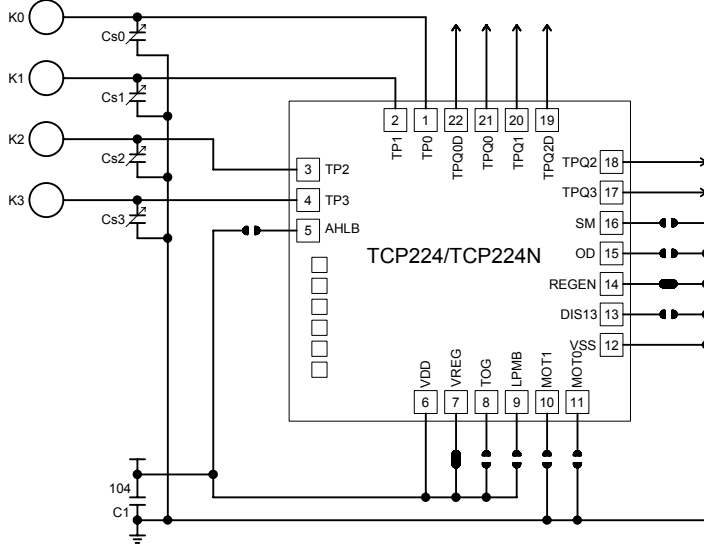 K0
Cs0
K1
Cs1
K2
Cs2
K3
Cs3
2 1 22 21 20 19
TP1 TP0 TPQ0D TPQ0 TPQ1 TPQ2D
3 TP2
4 TP3
5 AHLB
TCP224/TCP224N
TPQ2 18
TPQ3 17
SM 16
OD 15
REGEN 14
DIS13 13
VSS 12
VDD VREG TOG LPMB MOT1 MOT0
6 7 8 9 10 11
104
C1